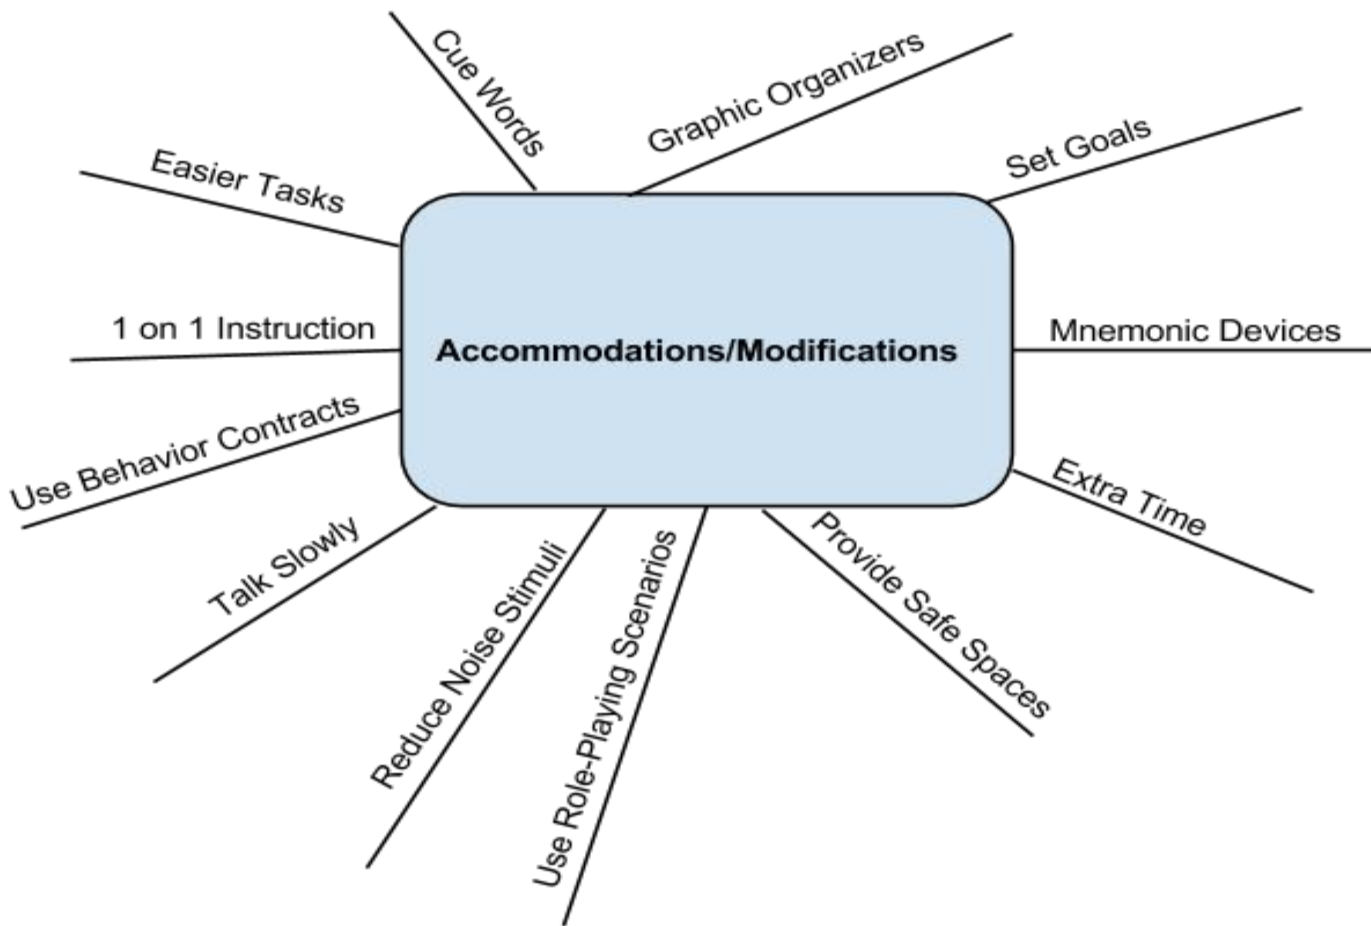 Cue Words
Graphic Organizers
Set Goals
Easier Tasks
1 on 1 Instruction
Accommodations/Modifications
Mnemonic Devices
Use Behavior Contracts
Extra Time
Talk Slowly
Reduce Noise Stimuli
Use Role-Playing Scenarios
Provide Safe Spaces